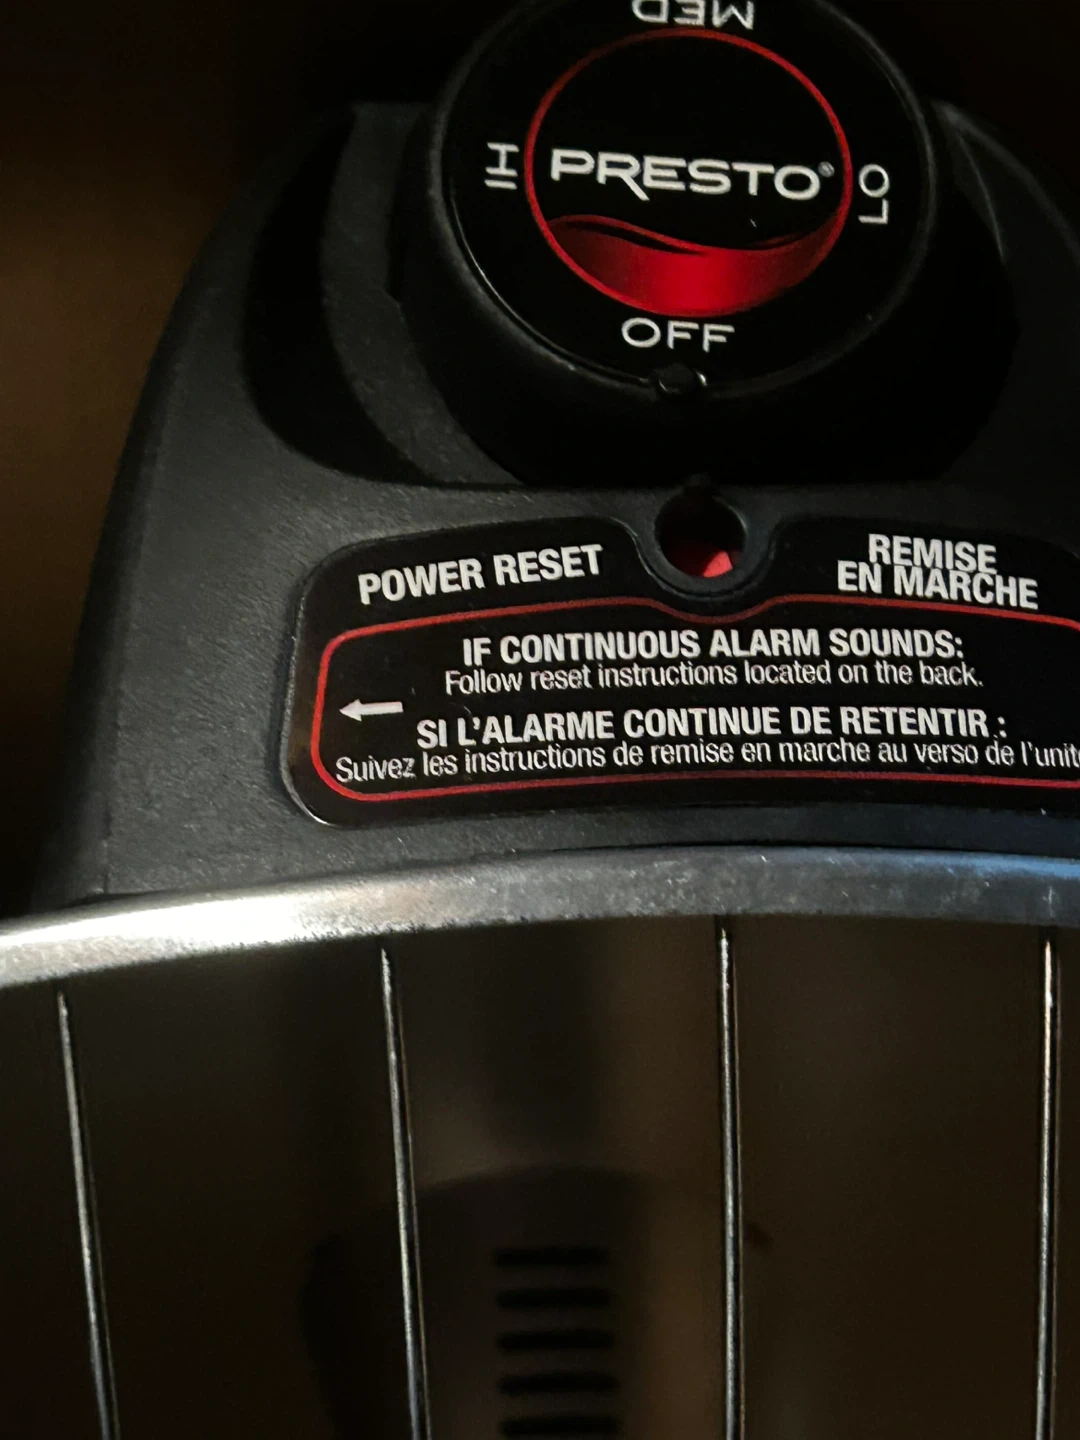 MED
HI
PRESTO®
LO
OFF
POWER RESET
REMISE
EN MARCHE
IF CONTINUOUS ALARM SOUNDS:
Follow reset instructions located on the back.
SI L'ALARME CONTINUE DE RETENTIR :
Suivez les instructions de remise en marche au verso de l'unité